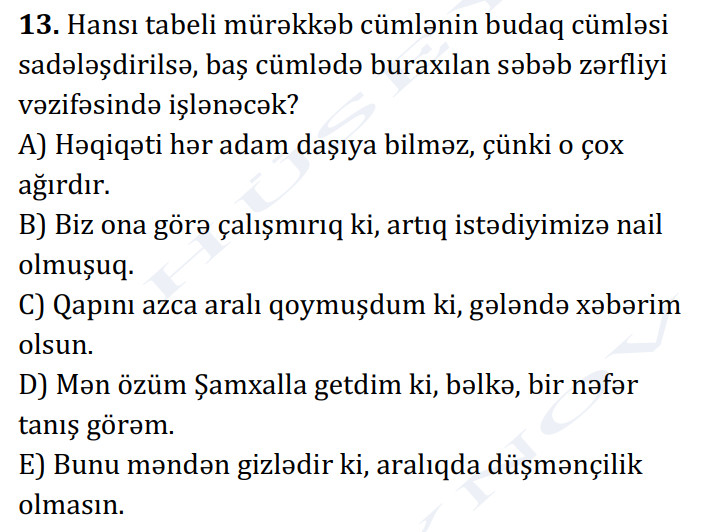 13. Hansı tabeli mürəkkəb cümlənin budaq cümləsi
sadələşdirilsə, baş cümlədə buraxılan səbəb zərfliyi
vəzifəsində işlənəcək?
A) Həqiqəti hər adam daşıya bilməz, çünki o çox
ağırdır.
B) Biz ona görə çalışmırıq ki, artıq istədiyimizə nail
olmuşuq.
C) Qapını azca aralı qoymuşdum ki, gələndə xəbərim
olsun.
D) Mən özüm Şamxalla getdim ki, bəlkə, bir nəfər
tanış görəm.
E) Bunu məndən gizlədir ki, aralıqda düşmənçilik
olmasın.